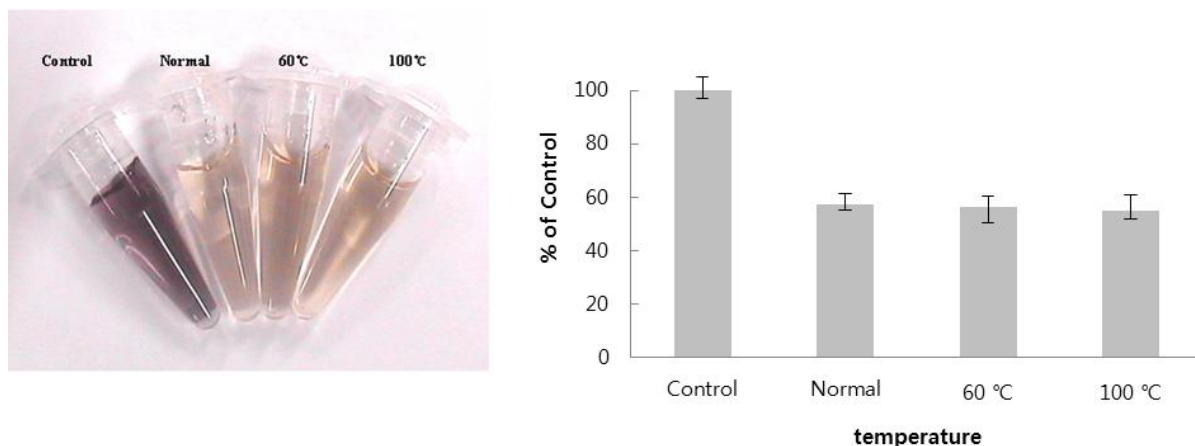 Control Normal 60℃ 100℃
% of Control
100
80
60
40
20
0
Control Normal 60 ℃ 100 ℃
temperature